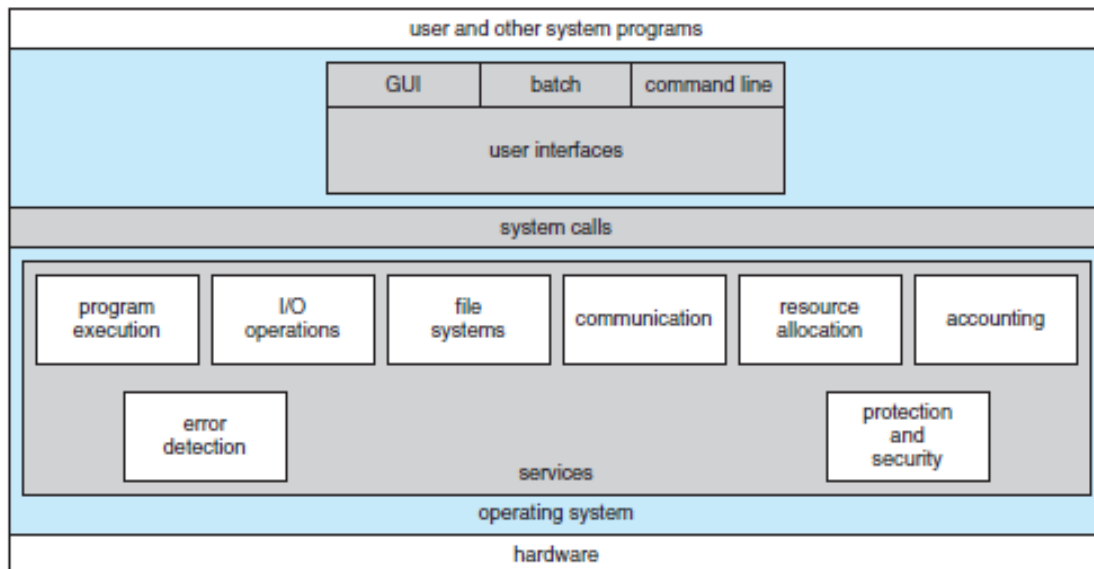 user and other system programs
GUI
batch
command line
user interfaces
system calls
program
execution
I/O
operations
file
systems
communication
resource
allocation
accounting
error
detection
protection
and
security
services
operating system
hardware